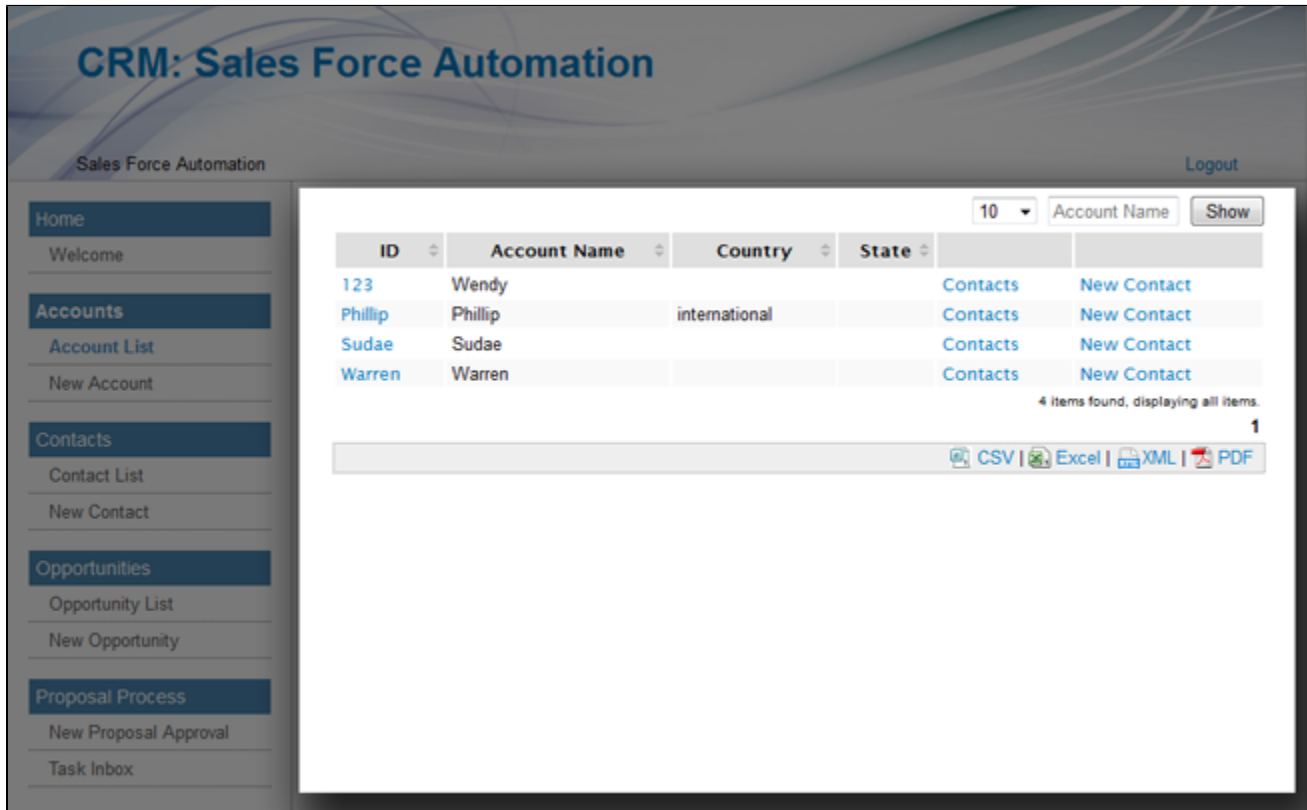 CRM: Sales Force Automation
Sales Force Automation
Logout
Home
Welcome
Accounts
Account List
New Account
Contacts
Contact List
New Contact
Opportunities
Opportunity List
New Opportunity
Proposal Process
New Proposal Approval
Task Inbox
10 Account Name Show
ID Account Name Country State
123 Wendy Contacts New Contact
Phillip Phillip international Contacts New Contact
Sudae Sudae Contacts New Contact
Warren Warren Contacts New Contact
4 items found, displaying all items.
1
CSV | Excel | XML | PDF